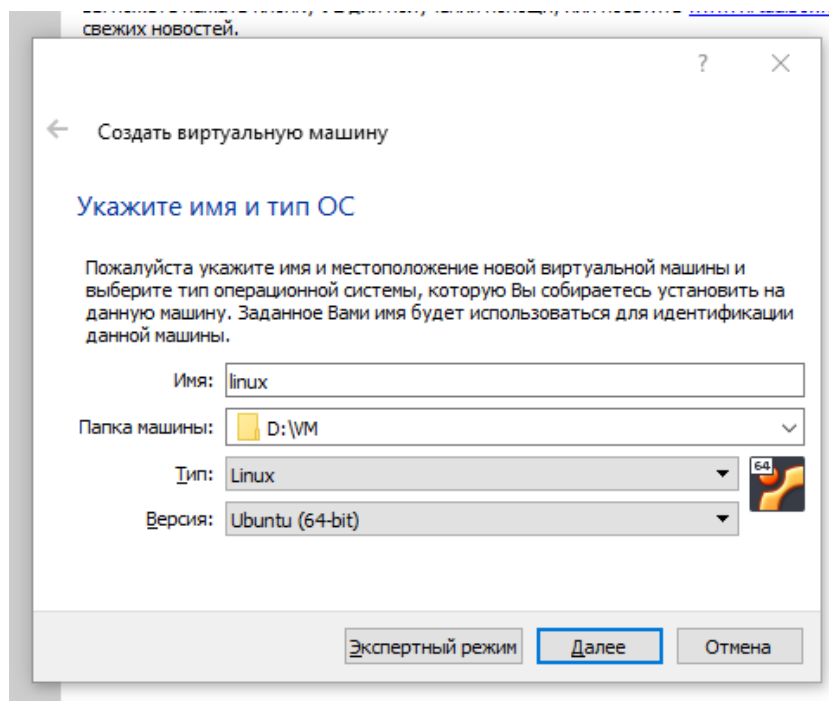 свежих новостей.
?
Создать виртуальную машину
Укажите имя и тип ОС
Пожалуйста укажите имя и местоположение новой виртуальной машины и
выберите тип операционной системы, которую Вы собираетесь установить на
данную машину. Заданное Вами имя будет использоваться для идентификации
данной машины.
Имя: linux
Папка машины: D:\VM
Тип: Linux
64
Версия: Ubuntu (64-bit)
Экспертный режим Далее Отмена